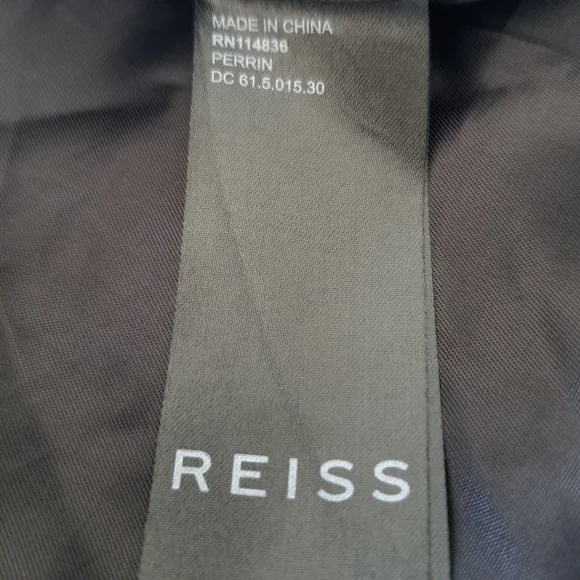 MADE IN CHINA
RN114836
PERRIN
DC 61.5.015.30
REISS